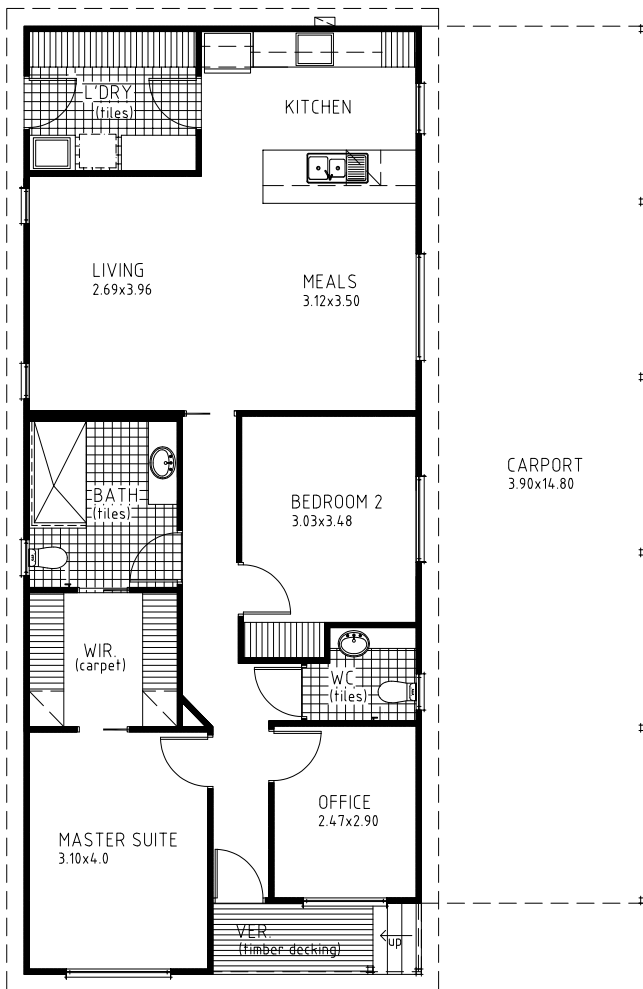 L'DRY
(tiles)
KITCHEN
LIVING
2.69x3.96
MEALS
3.12x3.50
CARPORT
3.90x14.80
BATH
(tiles)
BEDROOM 2
3.03x3.48
WIR.
(carpet)
WC
(tiles)
OFFICE
2.47x2.90
MASTER SUITE
3.10x4.0
VER.
(timber decking)
up